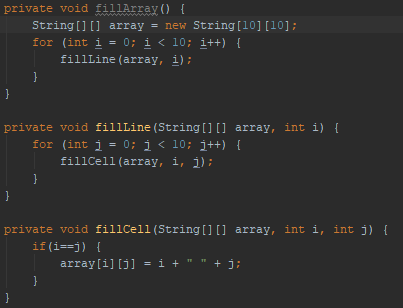 private void fillArray() {
    String[][] array = new String[10][10];
    for (int i = 0; i < 10; i++) {
        fillLine(array, i);
    }
}

private void fillLine(String[][] array, int i) {
    for (int j = 0; j < 10; j++) {
        fillCell(array, i, j);
    }
}

private void fillCell(String[][] array, int i, int j) {
    if(i==j) {
        array[i][j] = i + " " + j;
    }
}